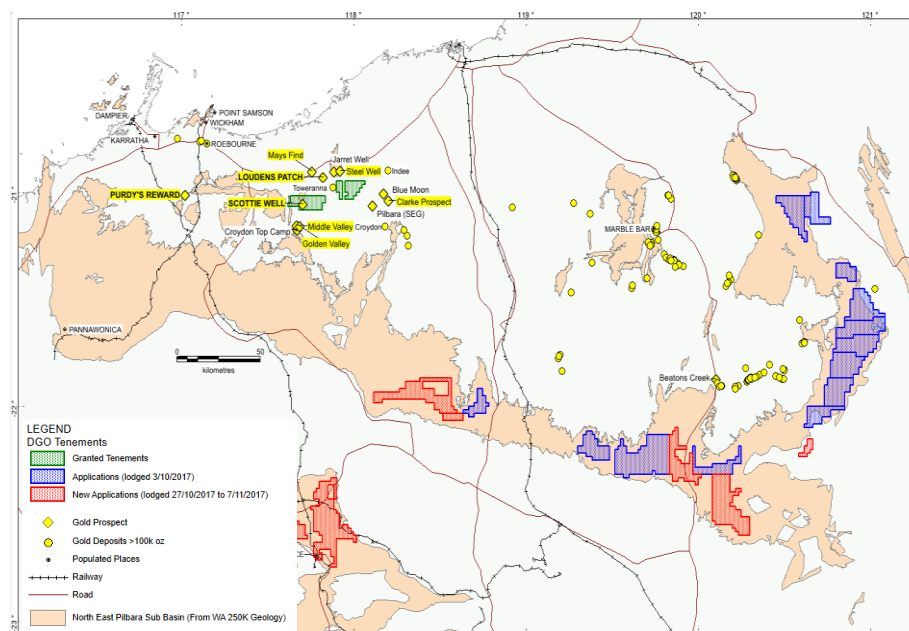 117 °
118 °
119 °
120 °
121 °
DAMPIER
POINT SAMSON
WICKHAM
KARRATHA
ROEBOURNE
Mays Find
Jarret Well
Steel Well
Indee
LOUDENS PATCH
Toweranna
21 °
PURDY'S REWARD
Blue Moon
Clarke Prospect
SCOTTIE WELL
Pilbara (SEG)
Middle Valley
Croydon
Croydon Top Camp
Golden Valley
MARBLE BAR
PANNAWONICA
0
50
kilometres
Beatons Creek
22 °
LEGEND
DGO Tenements
Granted Tenements
Applications (lodged 3/10/2017)
New Applications (lodged 27/10/2017 to 7/11/2017)
Gold Prospect
Gold Deposits >100k oz
Populated Places
Railway
Road
North East Pilbara Sub Basin (From WA 250K Geology)
23 °